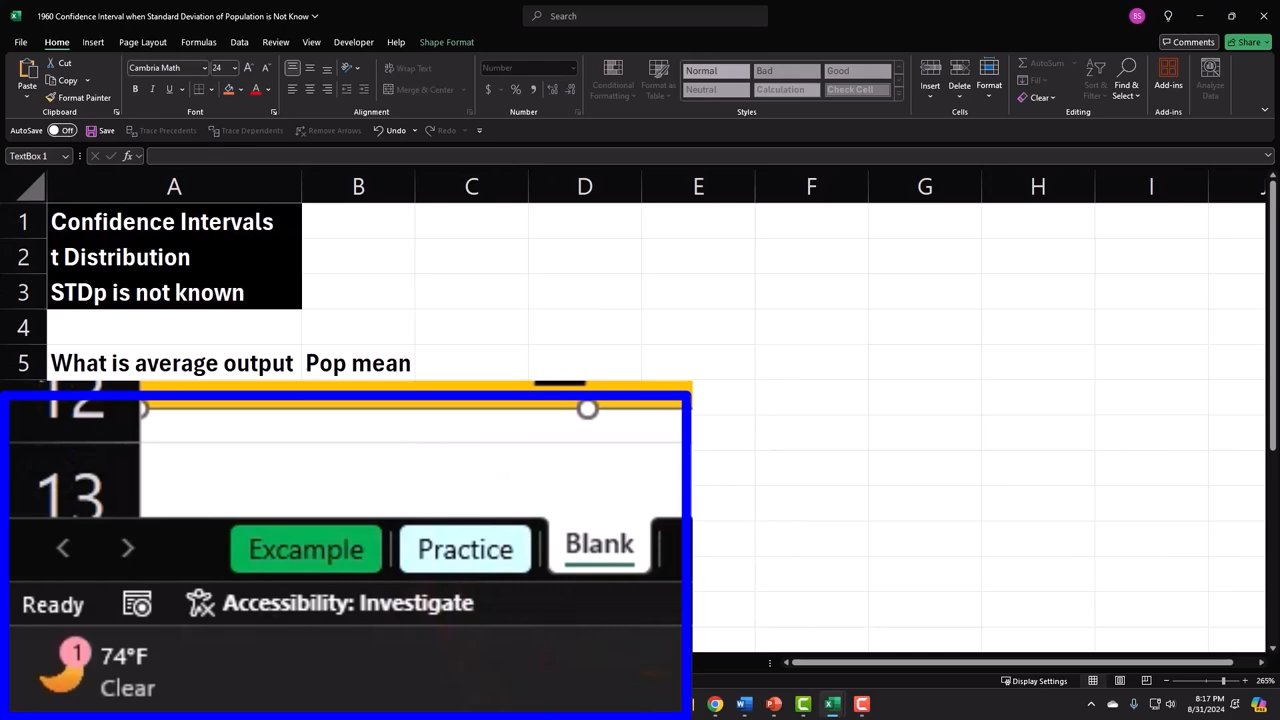 1960 Confidence Interval when Standard Deviation of Population is Not Know
Search
BS
File Home Insert Page Layout Formulas Data Review View Developer Help Shape Format
Comments Share
Paste
Cut
Copy
Format Painter
Clipboard
Cambria Math 24
B I U
Font
Wrap Text
Merge & Center
Alignment
Number
$ % ,
Number
Conditional Formatting
Format as Table
Normal Bad Good
Neutral Calculation Check Cell
Styles
Insert Delete Format
Cells
AutoSum
Fill
Clear
Sort & Filter
Find & Select
Editing
Add-ins
Add-ins
Analyze Data
AutoSave Off Save Trace Precedents Trace Dependents Remove Arrows Undo Redo
TextBox 1
fx
A B C D E F G H I
1 Confidence Intervals
2 t Distribution
3 STDp is not known
4
5 What is average output Pop mean
12
13
Excample Practice Blank
Ready Accessibility: Investigate
1 74°F
Clear
Display Settings
265%
8:17 PM
8/31/2024